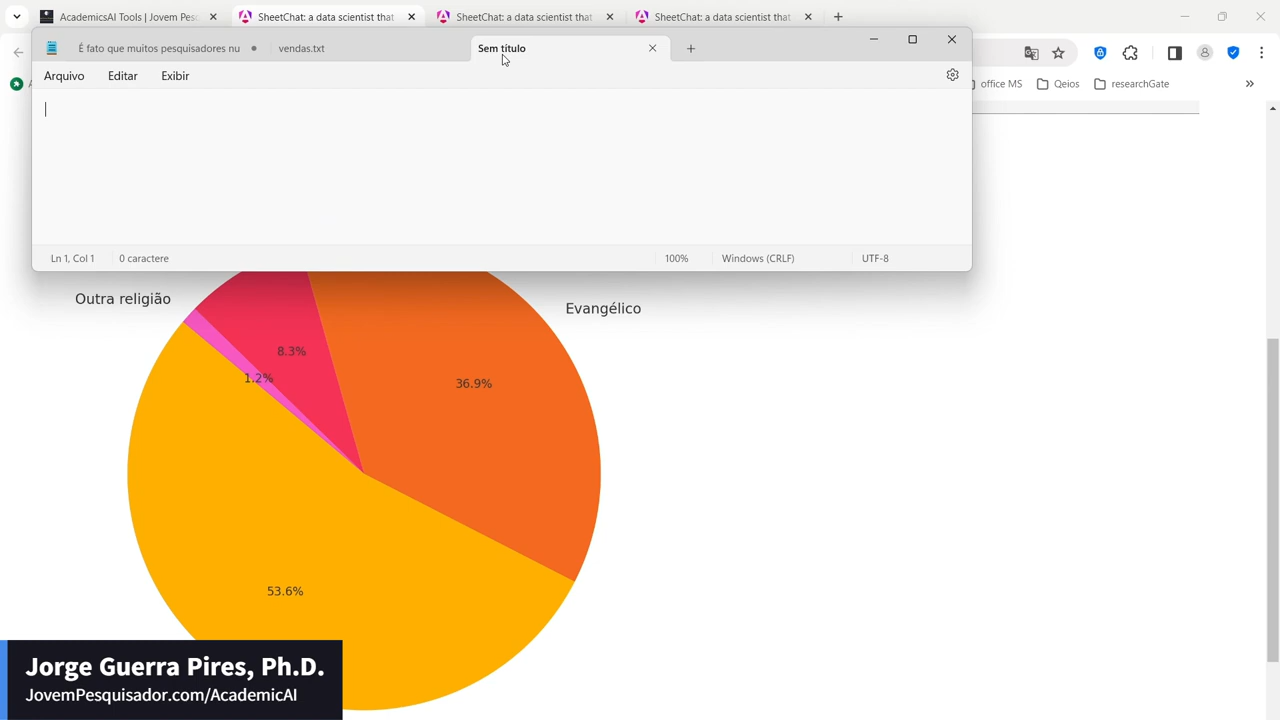 AcademicsAI Tools | Jovem Pes
SheetChat: a data scientist that
SheetChat: a data scientist that
SheetChat: a data scientist that
É fato que muitos pesquisadores nu
vendas.txt
Sem título
Arquivo
Editar
Exibir
office MS
Qeios
researchGate
Ln 1, Col 1
0 caractere
100%
Windows (CRLF)
UTF-8
Outra religião
Evangélico
8.3%
1.2%
36.9%
53.6%
Jorge Guerra Pires, Ph.D.
JovemPesquisador.com/AcademicAI